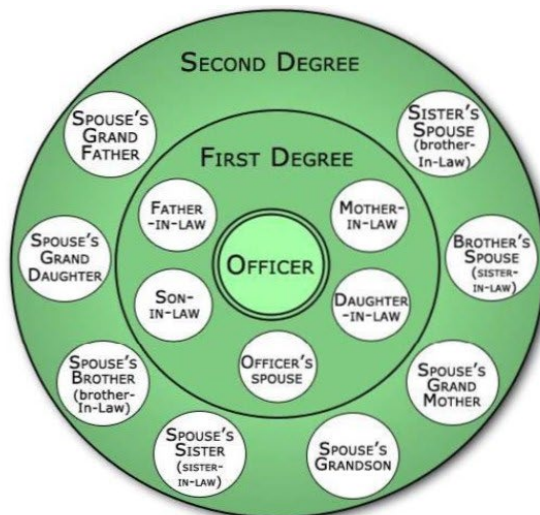 SECOND DEGREE
SPOUSE'S
GRAND
FATHER
SISTER'S
SPOUSE
(brother-
In-Law)
FIRST DEGREE
FATHER
-IN-LAW
MOTHER-
IN-LAW
SPOUSE'S
GRAND
DAUGHTER
OFFICER
BROTHER'S
SPOUSE
(SISTER-
IN-LAW)
SON-
IN-LAW
DAUGHTER
-IN-LAW
SPOUSE'S
BROTHER
(brother-
In-Law)
OFFICER'S
SPOUSE
SPOUSE'S
GRAND
MOTHER
SPOUSE'S
SISTER
(SISTER-
IN-LAW)
SPOUSE'S
GRANDSON